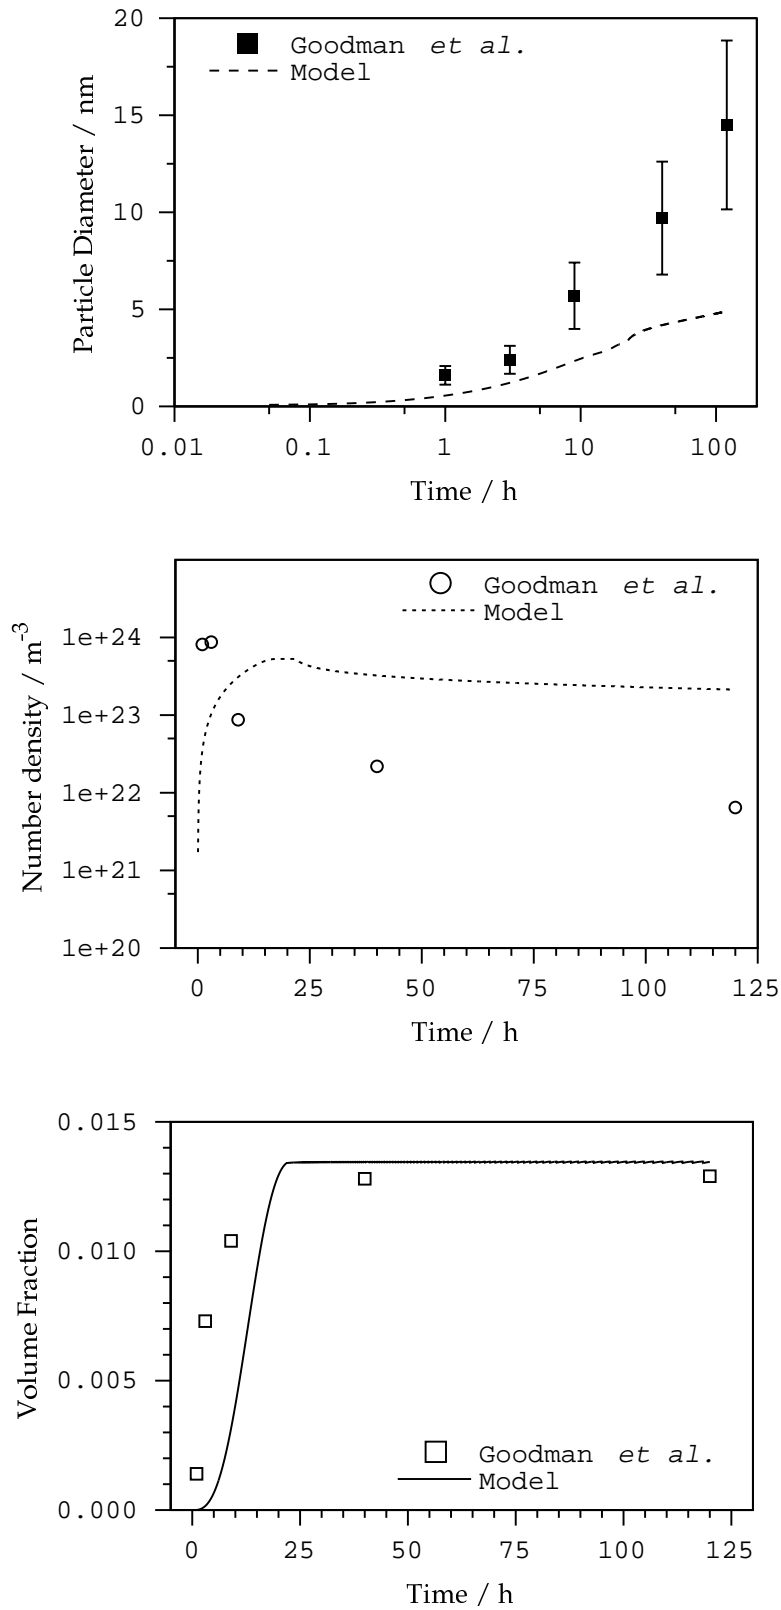 20
Goodman et al.
Model
15
10
5
0
Particle Diameter / nm
0.01 0.1 1 10 100
Time / h
Goodman et al.
Model
1e+24
1e+23
1e+22
1e+21
1e+20
Number density / m⁻³
0 25 50 75 100 125
Time / h
0.015
0.010
0.005
0.000
Volume Fraction
Goodman et al.
Model
0 25 50 75 100 125
Time / h